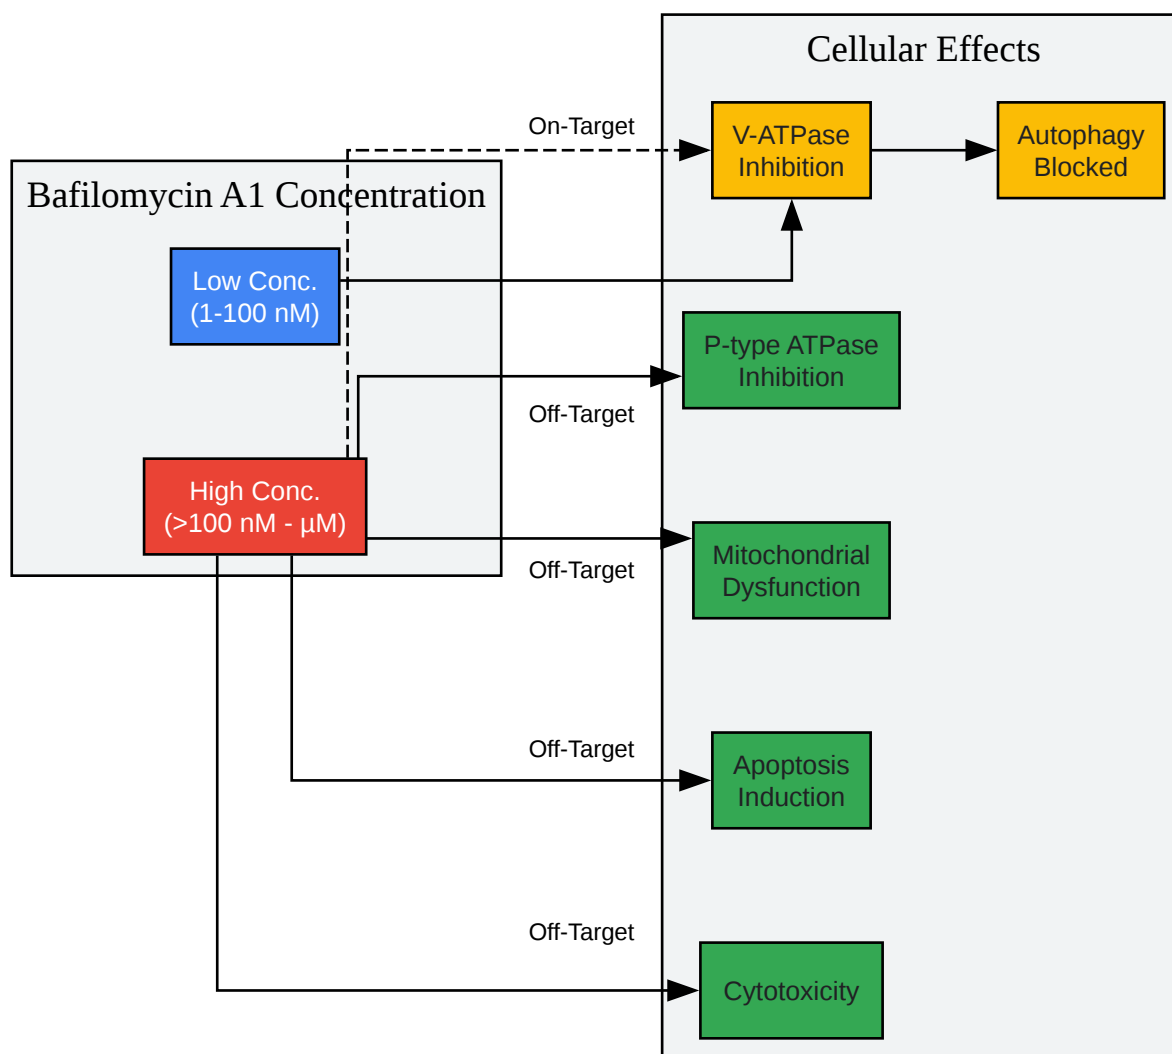 Cellular Effects
On-Target
V-ATPase
Inhibition
Autophagy
Blocked
Bafilomycin A1 Concentration
Low Conc.
(1-100 nM)
P-type ATPase
Inhibition
Off-Target
High Conc.
(>100 nM - µM)
Mitochondrial
Dysfunction
Off-Target
Off-Target
Apoptosis
Induction
Off-Target
Cytotoxicity